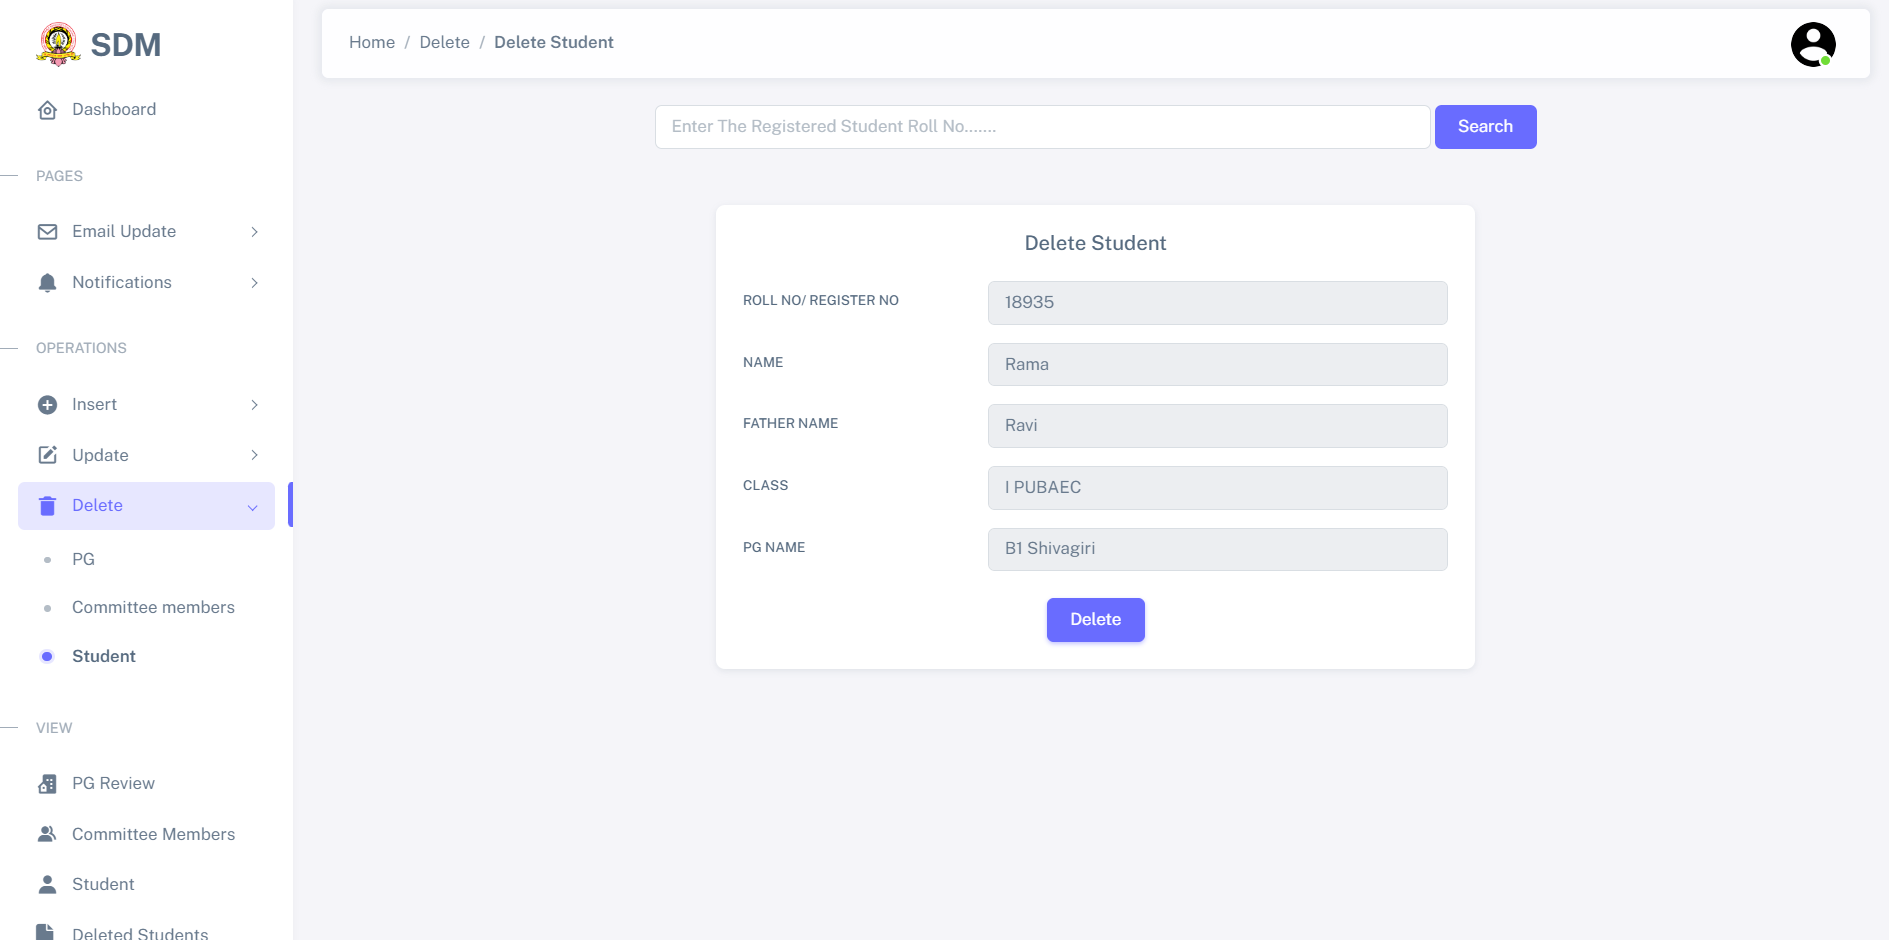 SDM
Dashboard
PAGES
Email Update
Notifications
OPERATIONS
Insert
Update
Delete
PG
Committee members
Student
VIEW
PG Review
Committee Members
Student
Deleted Students
Home / Delete / Delete Student
Enter The Registered Student Roll No.......
Search
Delete Student
ROLL NO/ REGISTER NO 18935
NAME Rama
FATHER NAME Ravi
CLASS I PUBAEC
PG NAME B1 Shivagiri
Delete